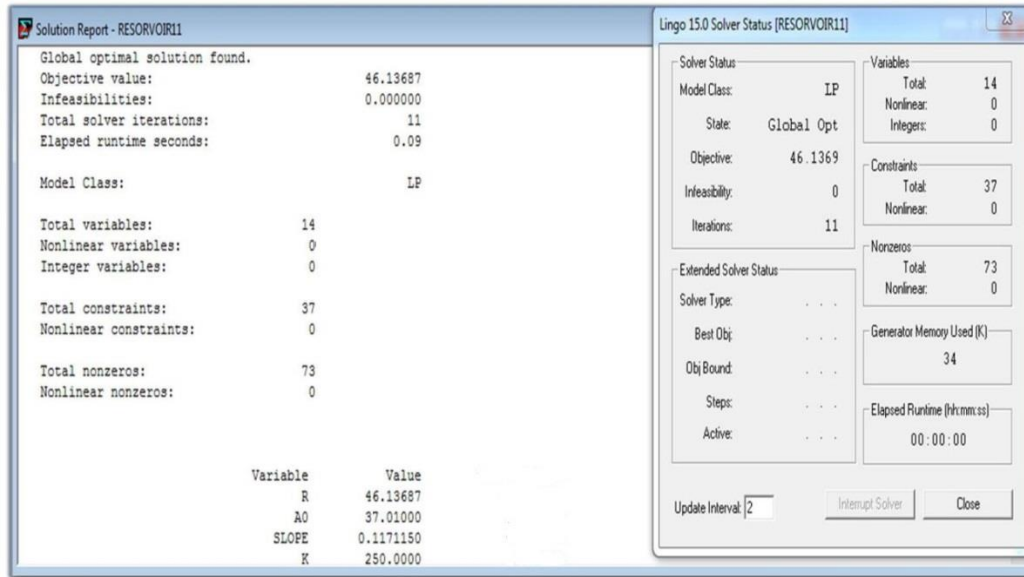 Solution Report - RESORVOIR11
Global optimal solution found.
Objective value: 46.13687
Infeasibilities: 0.000000
Total solver iterations: 11
Elapsed runtime seconds: 0.09
Model Class: LP
Total variables: 14
Nonlinear variables: 0
Integer variables: 0
Total constraints: 37
Nonlinear constraints: 0
Total nonzeros: 73
Nonlinear nonzeros: 0
Variable Value
R 46.13687
A0 37.01000
SLOPE 0.1171150
K 250.0000
Lingo 15.0 Solver Status [RESORVOIR11]
X
Solver Status
Model Class: LP
State: Global Opt
Objective: 46.1369
Infeasibility: 0
Iterations: 11
Extended Solver Status
Solver Type: . . .
Best Obj: . . .
Obj Bound: . . .
Steps: . . .
Active: . . .
Variables
Total: 14
Nonlinear: 0
Integers: 0
Constraints
Total: 37
Nonlinear: 0
Nonzeros
Total: 73
Nonlinear: 0
Generator Memory Used (K)
34
Elapsed Runtime (hh:mm:ss)
00:00:00
Update Interval: 2
Interrupt Solver
Close